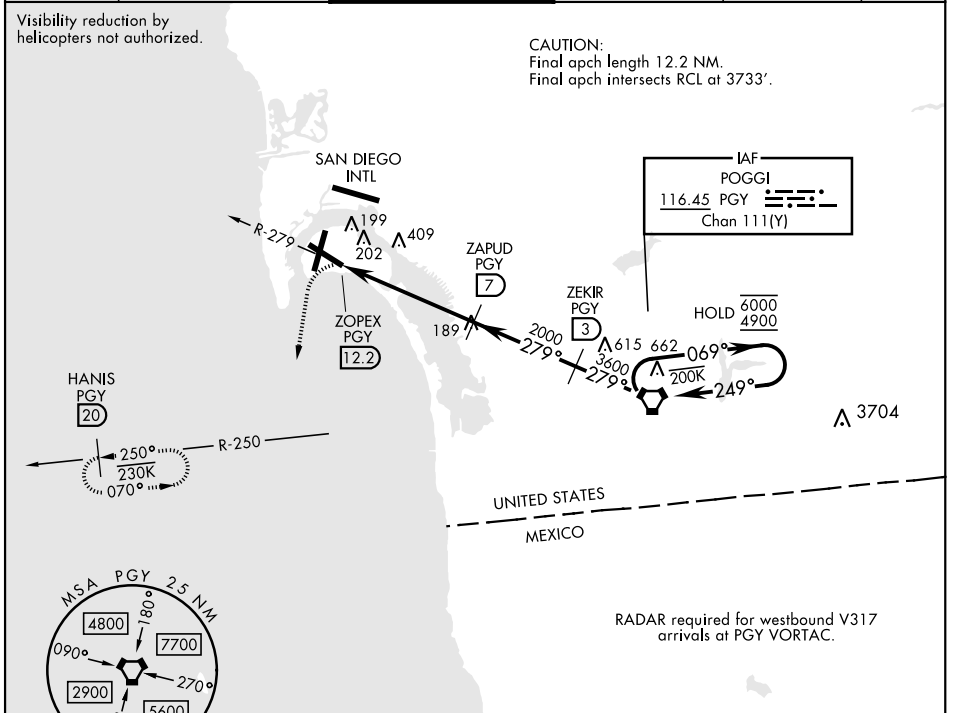 Visibility reduction by
helicopters not authorized.
CAUTION:
Final apch length 12.2 NM.
Final apch intersects RCL at 3733'.
SAN DIEGO
INTL
IAF
POGGI
116.45 PGY
Chan 111(Y)
R-279
199
202
409
ZAPUD
PGY
7
ZEKIR
PGY
3
HOLD 6000
4900
189
2000
279°
3600
279°
615
662
069°
200K
249°
ZOPEX
PGY
12.2
3704
HANIS
PGY
20
R-250
250°
230K
070°
UNITED STATES
MEXICO
RADAR required for westbound V317
arrivals at PGY VORTAC.
MSA PGY 25 NM
180°
4800
7700
090°
270°
2900
5600